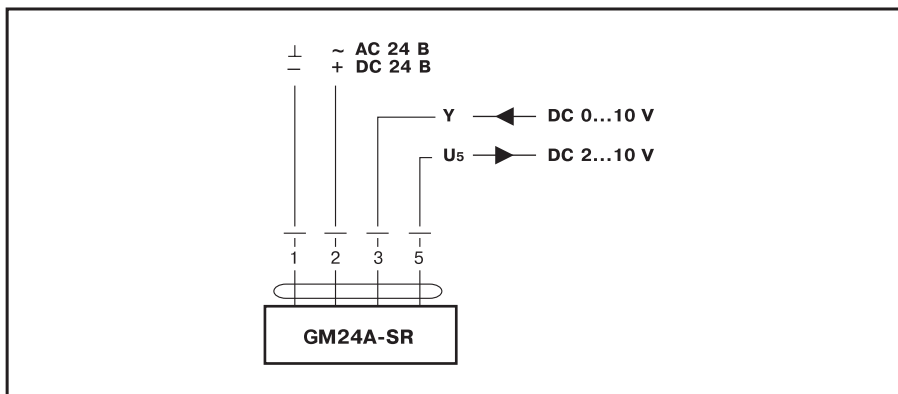 ⊥ ~ AC 24 В
– + DC 24 В
Y DC 0...10 V
U5 DC 2...10 V
1 2 3 5
GM24A-SR